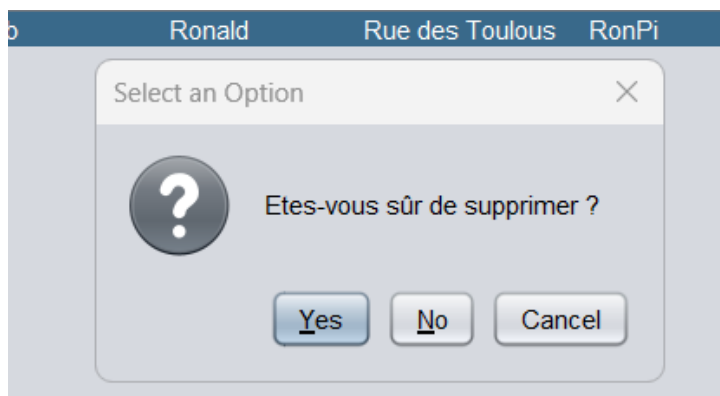 Ronald Rue des Toulous RonPi
Select an Option
Etes-vous sûr de supprimer ?
Yes No Cancel